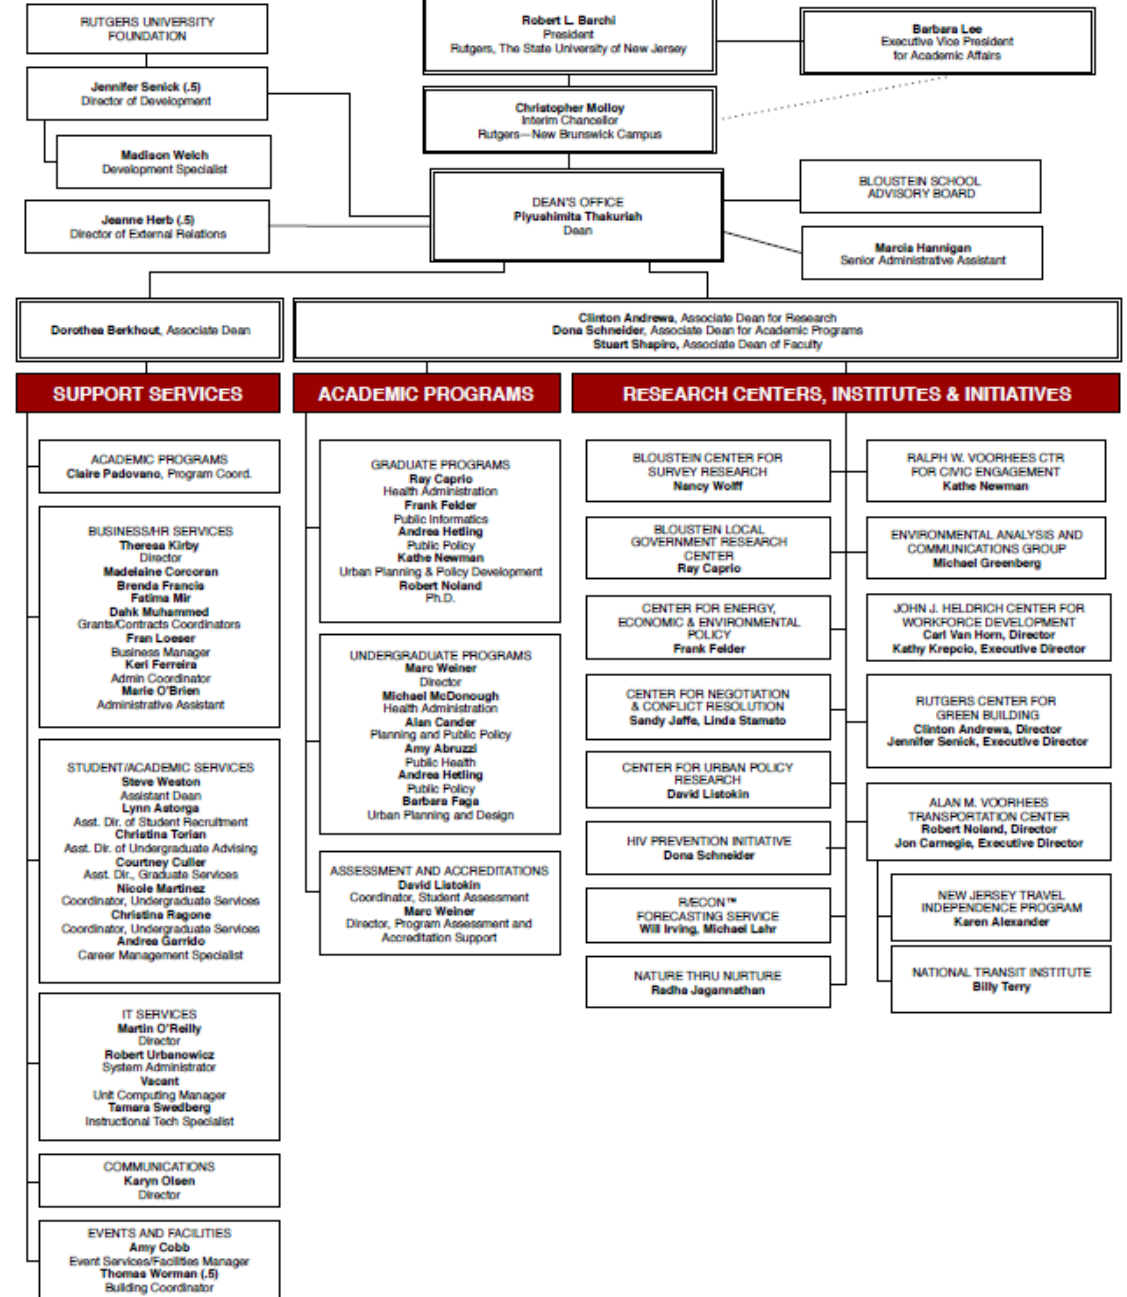 RUTGERS UNIVERSITY
FOUNDATION
Robert L. Barchi
President
Rutgers, The State University of New Jersey
Barbara Lee
Executive Vice President
for Academic Affairs
Jennifer Senick (.5)
Director of Development
Christopher Molloy
Interim Chancellor
Rutgers—New Brunswick Campus
Madison Weich
Development Specialist
DEAN'S OFFICE
Piyushimita Thakuriah
Dean
BLOUSTEIN SCHOOL
ADVISORY BOARD
Jeanne Herb (.5)
Director of External Relations
Marcia Hannigan
Senior Administrative Assistant
Dorothea Berkhout, Associate Dean
Clinton Andrews, Associate Dean for Research
Dona Schneider, Associate Dean for Academic Programs
Stuart Shapiro, Associate Dean of Faculty
SUPPORT SERVICES
ACADEMIC PROGRAMS
Claire Padovano, Program Coord.
BUSINESS/HR SERVICES
Theresa Kirby
Director
Madelaine Corcoran
Brenda Francis
Fatima Mir
Dahk Muhammed
Grants/Contracts Coordinators
Fran Loeser
Business Manager
Keri Ferreira
Admin Coordinator
Marie O'Brien
Administrative Assistant
STUDENT/ACADEMIC SERVICES
Steve Weston
Assistant Dean
Lynn Astorga
Asst. Dir. of Student Recruitment
Christina Torian
Asst. Dir. of Undergraduate Advising
Courtney Culler
Asst. Dir., Graduate Services
Nicole Martinez
Coordinator, Undergraduate Services
Christina Ragone
Coordinator, Undergraduate Services
Andrea Garrido
Career Management Specialist
IT SERVICES
Martin O'Reilly
Director
Robert Urbanowicz
System Administrator
Vacant
Unit Computing Manager
Tamara Swedberg
Instructional Tech Specialist
COMMUNICATIONS
Karyn Olsen
Director
EVENTS AND FACILITIES
Amy Cobb
Event Services/Facilities Manager
Thomas Worman (.5)
Building Coordinator
ACADEMIC PROGRAMS
GRADUATE PROGRAMS
Ray Caprio
Health Administration
Frank Felder
Public Informatics
Andrea Hetling
Public Policy
Kathe Newman
Urban Planning & Policy Development
Robert Noland
Ph.D.
UNDERGRADUATE PROGRAMS
Marc Weiner
Director
Michael McDonough
Health Administration
Alan Cander
Planning and Public Policy
Amy Abruzzi
Public Health
Andrea Hetling
Public Policy
Barbara Faga
Urban Planning and Design
ASSESSMENT AND ACCREDITATIONS
David Listokin
Coordinator, Student Assessment
Marc Weiner
Director, Program Assessment and
Accreditation Support
RESEARCH CENTERS, INSTITUTES & INITIATIVES
BLOUSTEIN CENTER FOR
SURVEY RESEARCH
Nancy Wolff
BLOUSTEIN LOCAL
GOVERNMENT RESEARCH
CENTER
Ray Caprio
CENTER FOR ENERGY,
ECONOMIC & ENVIRONMENTAL
POLICY
Frank Felder
CENTER FOR NEGOTIATION
& CONFLICT RESOLUTION
Sandy Jaffe, Linda Stamato
CENTER FOR URBAN POLICY
RESEARCH
David Listokin
HIV PREVENTION INITIATIVE
Dona Schneider
R/ECON™
FORECASTING SERVICE
Will Irving, Michael Lahr
NATURE THRU NURTURE
Radha Jagannathan
RALPH W. VOORHEES CTR
FOR CIVIC ENGAGEMENT
Kathe Newman
ENVIRONMENTAL ANALYSIS AND
COMMUNICATIONS GROUP
Michael Greenberg
JOHN J. HELDRICH CENTER FOR
WORKFORCE DEVELOPMENT
Carl Van Horn, Director
Kathy Krepcio, Executive Director
RUTGERS CENTER FOR
GREEN BUILDING
Clinton Andrews, Director
Jennifer Senick, Executive Director
ALAN M. VOORHEES
TRANSPORTATION CENTER
Robert Noland, Director
Jon Carnegie, Executive Director
NEW JERSEY TRAVEL
INDEPENDENCE PROGRAM
Karen Alexander
NATIONAL TRANSIT INSTITUTE
Billy Terry